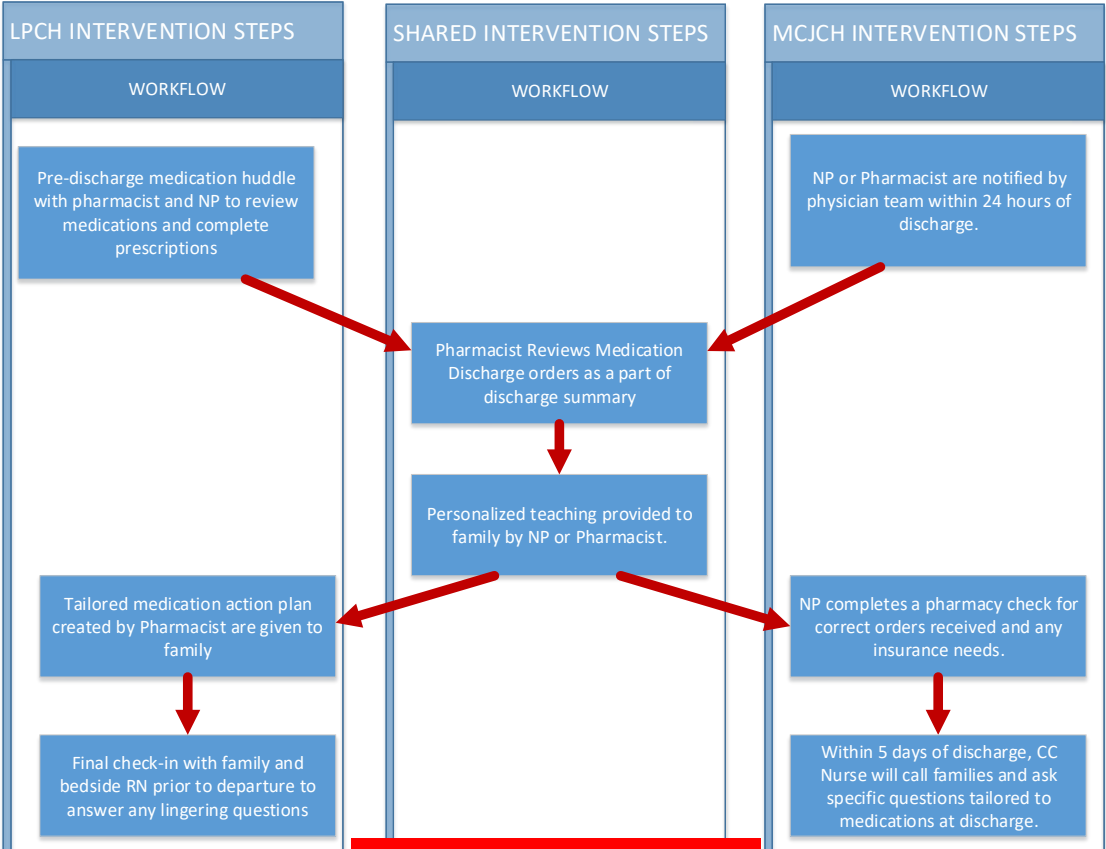 LPCH INTERVENTION STEPS
WORKFLOW
Pre-discharge medication huddle
with pharmacist and NP to review
medications and complete
prescriptions
Tailored medication action plan
created by Pharmacist are given to
family
Final check-in with family and
bedside RN prior to departure to
answer any lingering questions
SHARED INTERVENTION STEPS
WORKFLOW
Pharmacist Reviews Medication
Discharge orders as a part of
discharge summary
Personalized teaching provided to
family by NP or Pharmacist.
MCJCH INTERVENTION STEPS
WORKFLOW
NP or Pharmacist are notified by
physician team within 24 hours of
discharge.
NP completes a pharmacy check for
correct orders received and any
insurance needs.
Within 5 days of discharge, CC
Nurse will call families and ask
specific questions tailored to
medications at discharge.